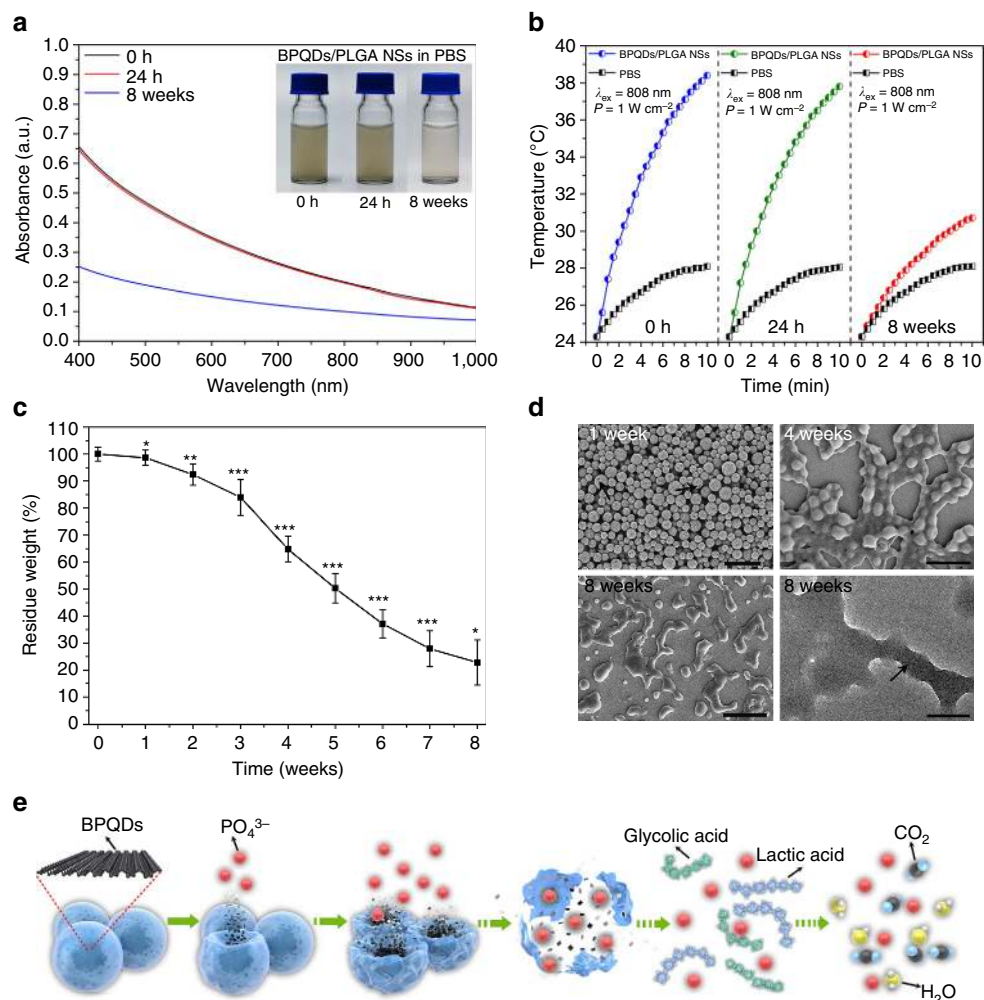 a
1.0
0.9
0.8
0.7
0.6
0.5
0.4
0.3
0.2
0.1
0.0
Absorbance (a.u.)
0 h
24 h
8 weeks
BPQDs/PLGA NSs in PBS
0 h 24 h 8 weeks
400 500 600 700 800 900 1,000
Wavelength (nm)
b
40
38
36
34
32
30
28
26
24
Temperature (°C)
BPQDs/PLGA NSs
PBS
λex = 808 nm
P = 1 W cm–2
BPQDs/PLGA NSs
PBS
λex = 808 nm
P = 1 W cm–2
BPQDs/PLGA NSs
PBS
λex = 808 nm
P = 1 W cm–2
0 h 24 h 8 weeks
0 2 4 6 8 10 0 2 4 6 8 10 0 2 4 6 8 10
Time (min)
c
110
100
90
80
70
60
50
40
30
20
10
0
Residue weight (%)
*
**
***
***
***
***
***
*
0 1 2 3 4 5 6 7 8
Time (weeks)
d
1 week
4 weeks
8 weeks
8 weeks
e
BPQDs
PO₄³⁻
Glycolic acid
Lactic acid
CO₂
H₂O